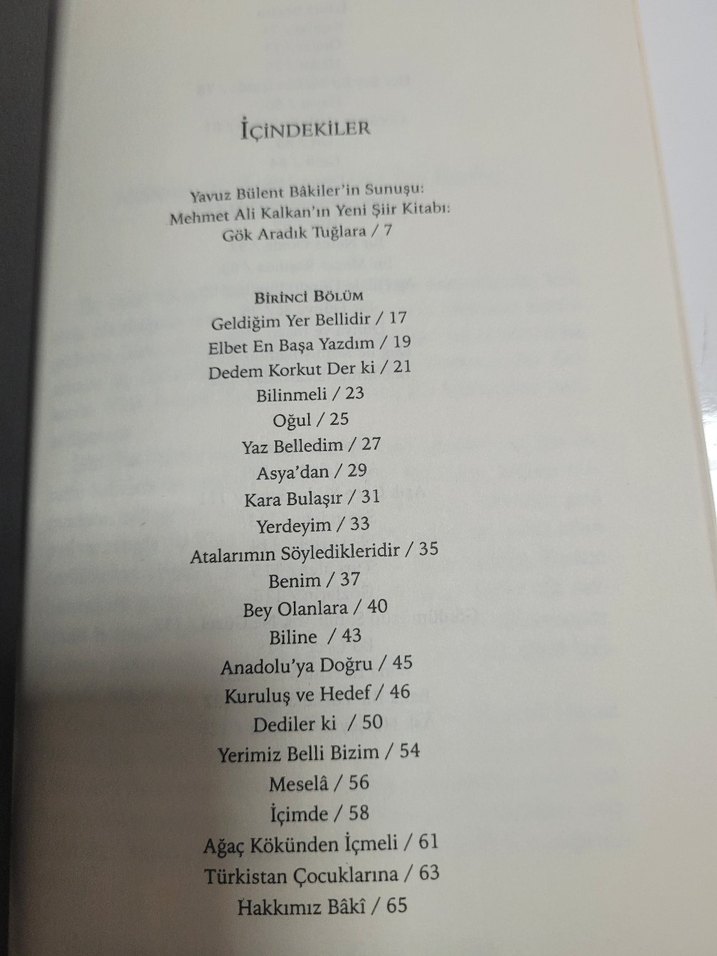 İÇİNDEKİLER
Yavuz Bülent Bâkiler'in Sunuşu:
Mehmet Ali Kalkan'ın Yeni Şiir Kitabı:
Gök Aradık Tuğlara / 7
BİRİNCİ BÖLÜM
Geldiğim Yer Bellidir / 17
Elbet En Başa Yazdım / 19
Dedem Korkut Der ki / 21
Bilinmeli / 23
Oğul / 25
Yaz Belledim / 27
Asya'dan / 29
Kara Bulaşır / 31
Yerdeyim / 33
Atalarımın Söyledikleridir / 35
Benim / 37
Bey Olanlara / 40
Biline / 43
Anadolu'ya Doğru / 45
Kuruluş ve Hedef / 46
Dediler ki / 50
Yerimiz Belli Bizim / 54
Meselâ / 56
İçimde / 58
Ağaç Kökünden İçmeli / 61
Türkistan Çocuklarına / 63
Hakkımız Bâkî / 65